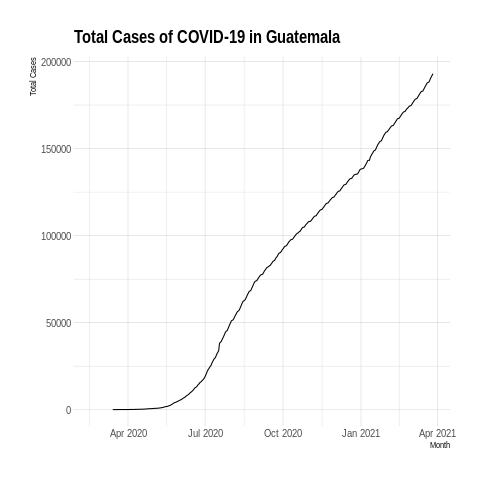 Total Cases of COVID-19 in Guatemala
Total Cases
200000
150000
100000
50000
0
Apr 2020 Jul 2020 Oct 2020 Jan 2021 Apr 2021
Month